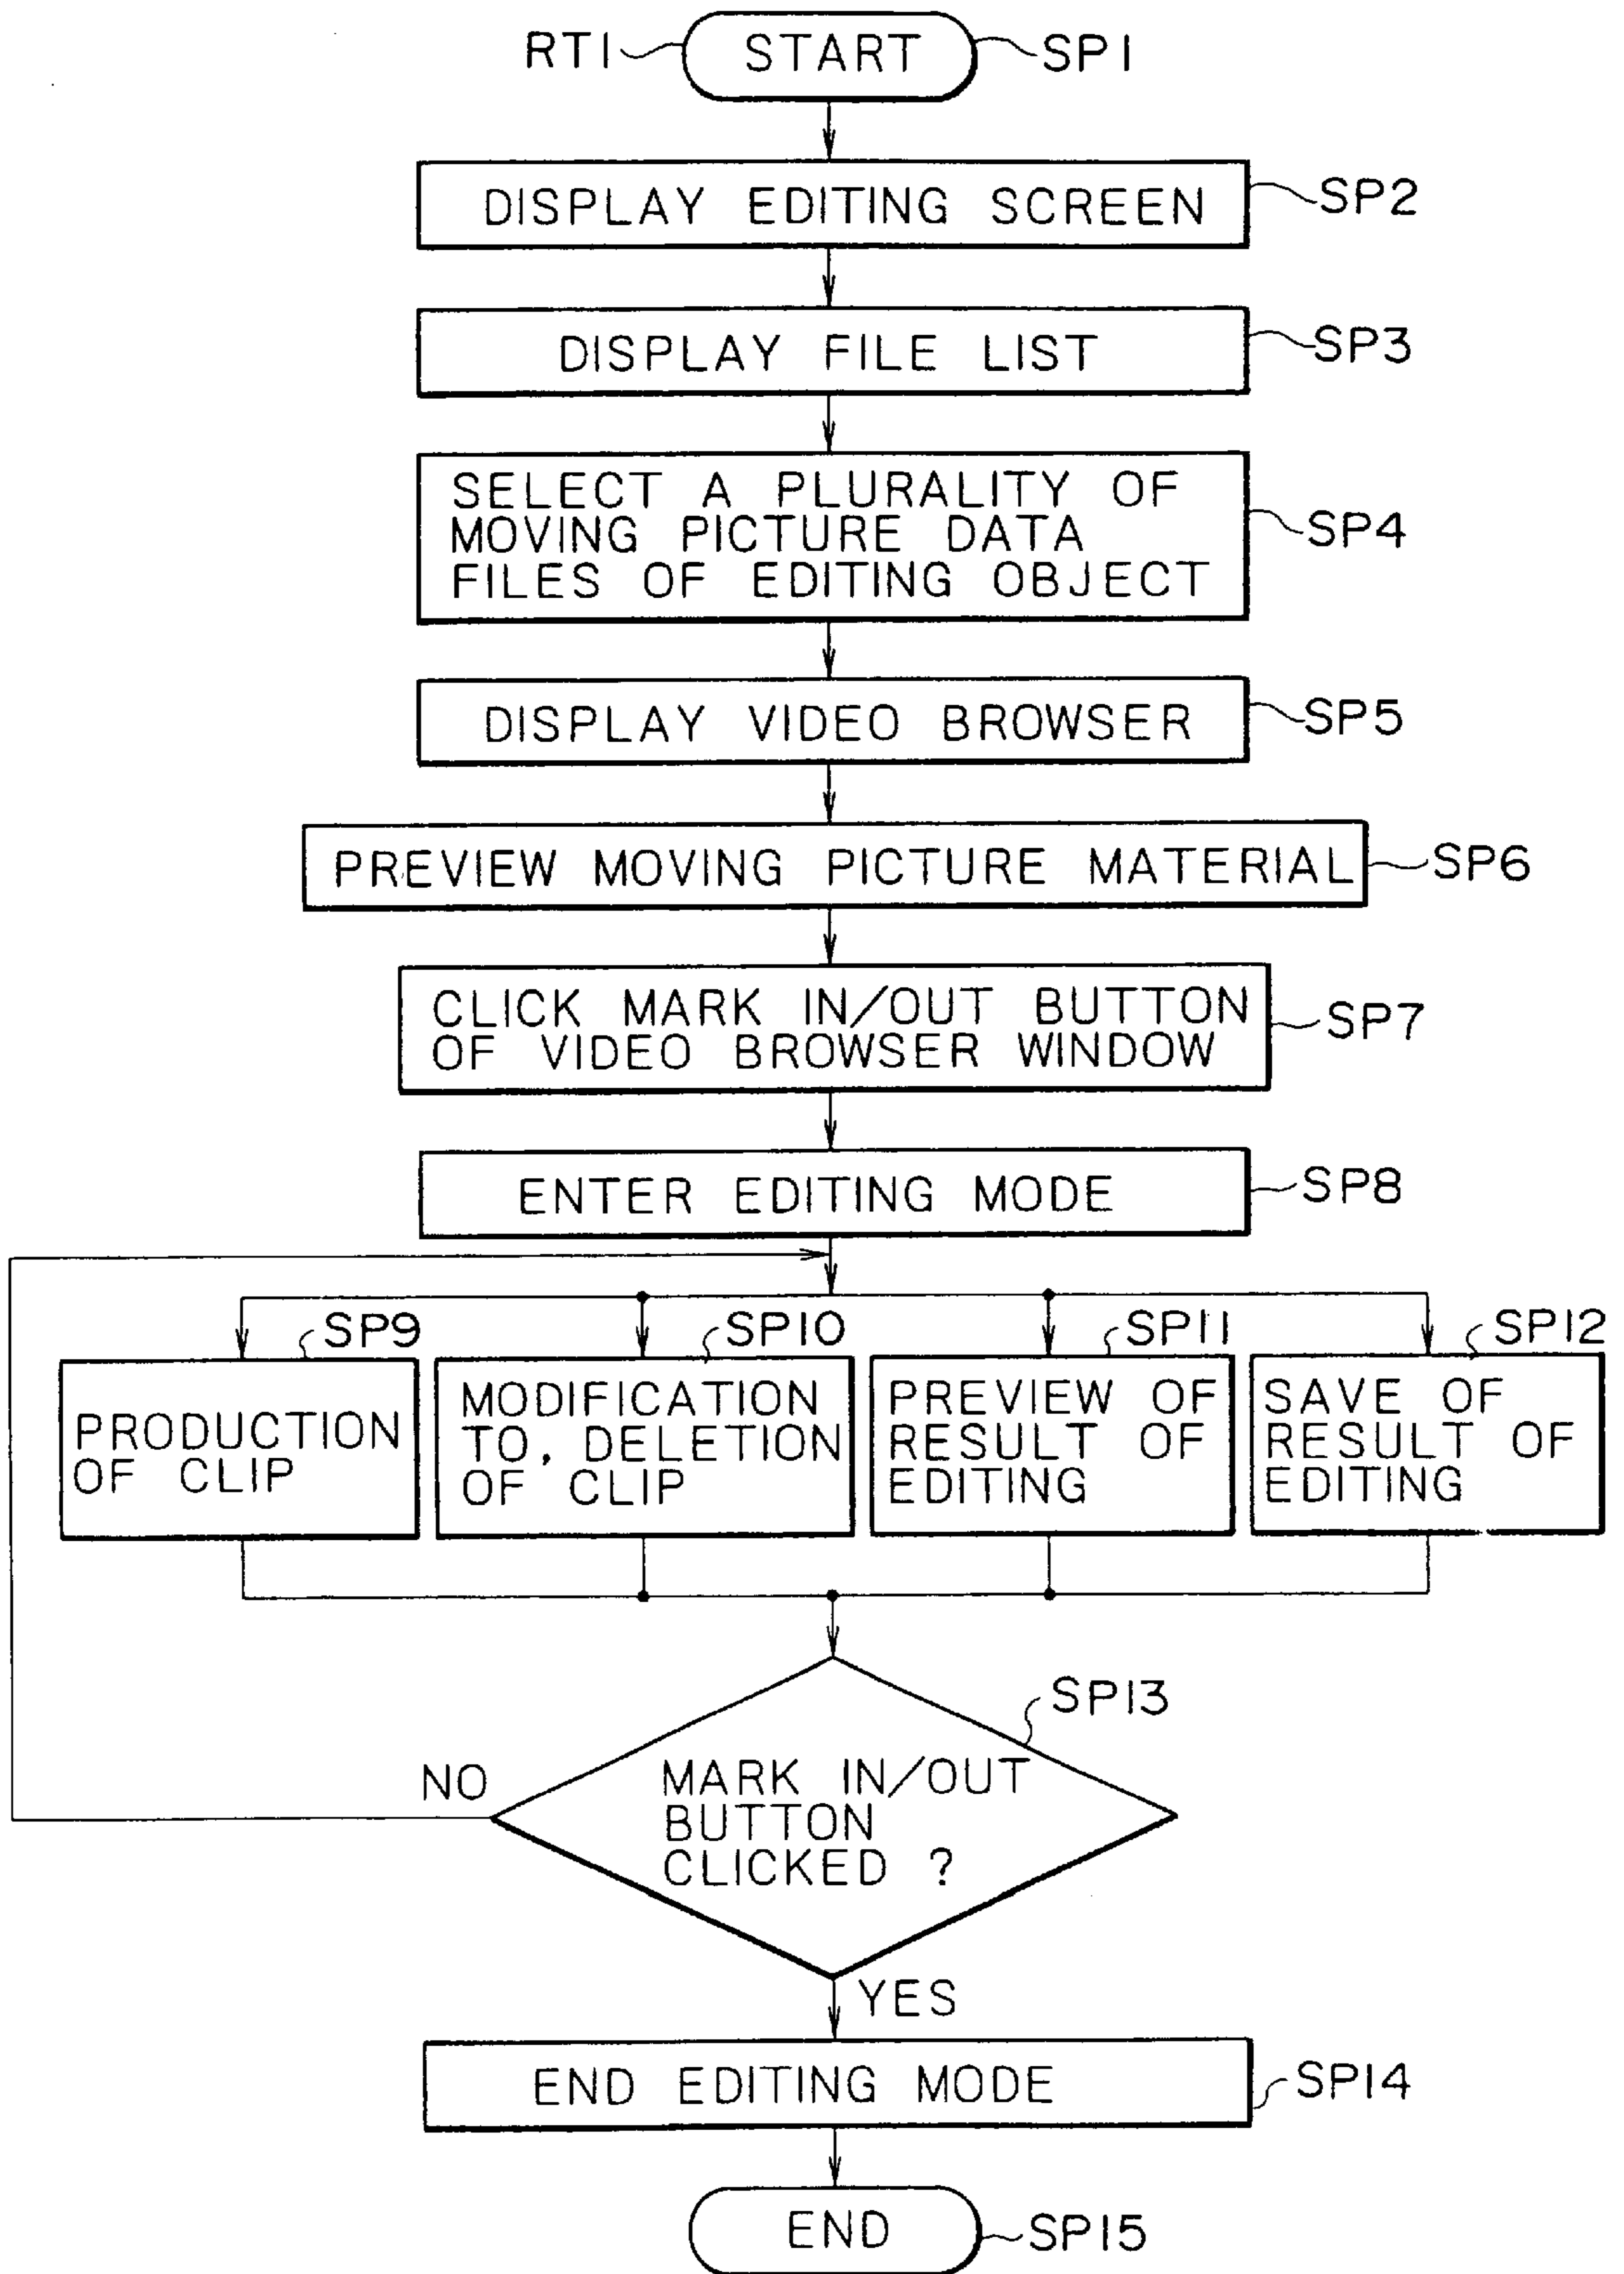 RT1
START
SP1
DISPLAY EDITING SCREEN
SP2
DISPLAY FILE LIST
SP3
SELECT A PLURALITY OF
MOVING PICTURE DATA
FILES OF EDITING OBJECT
SP4
DISPLAY VIDEO BROWSER
SP5
PREVIEW MOVING PICTURE MATERIAL
SP6
CLICK MARK IN/OUT BUTTON
OF VIDEO BROWSER WINDOW
SP7
ENTER EDITING MODE
SP8
SP9
PRODUCTION
OF CLIP
SP10
MODIFICATION
TO, DELETION
OF CLIP
SP11
PREVIEW OF
RESULT OF
EDITING
SP12
SAVE OF
RESULT OF
EDITING
SP13
NO
MARK IN/OUT
BUTTON
CLICKED ?
YES
END EDITING MODE
SP14
END
SP15